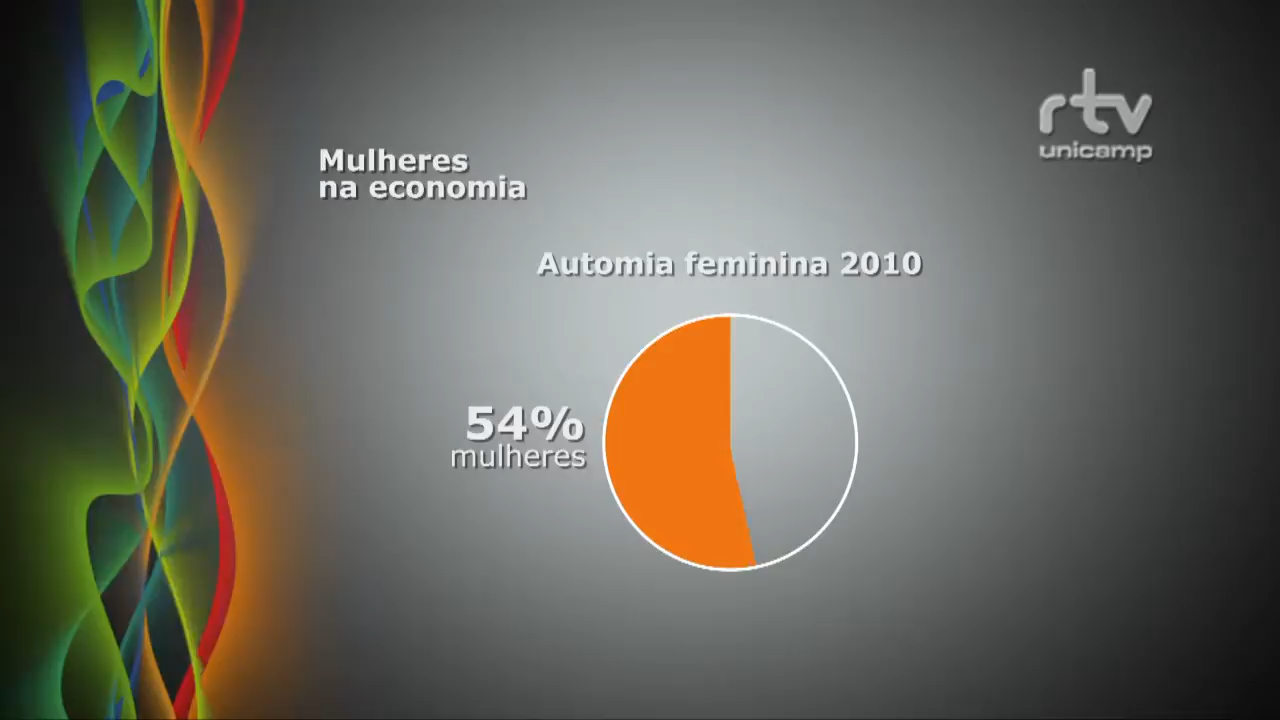 rtv
unicamp
Mulheres
na economia
Automia feminina 2010
54%
mulheres